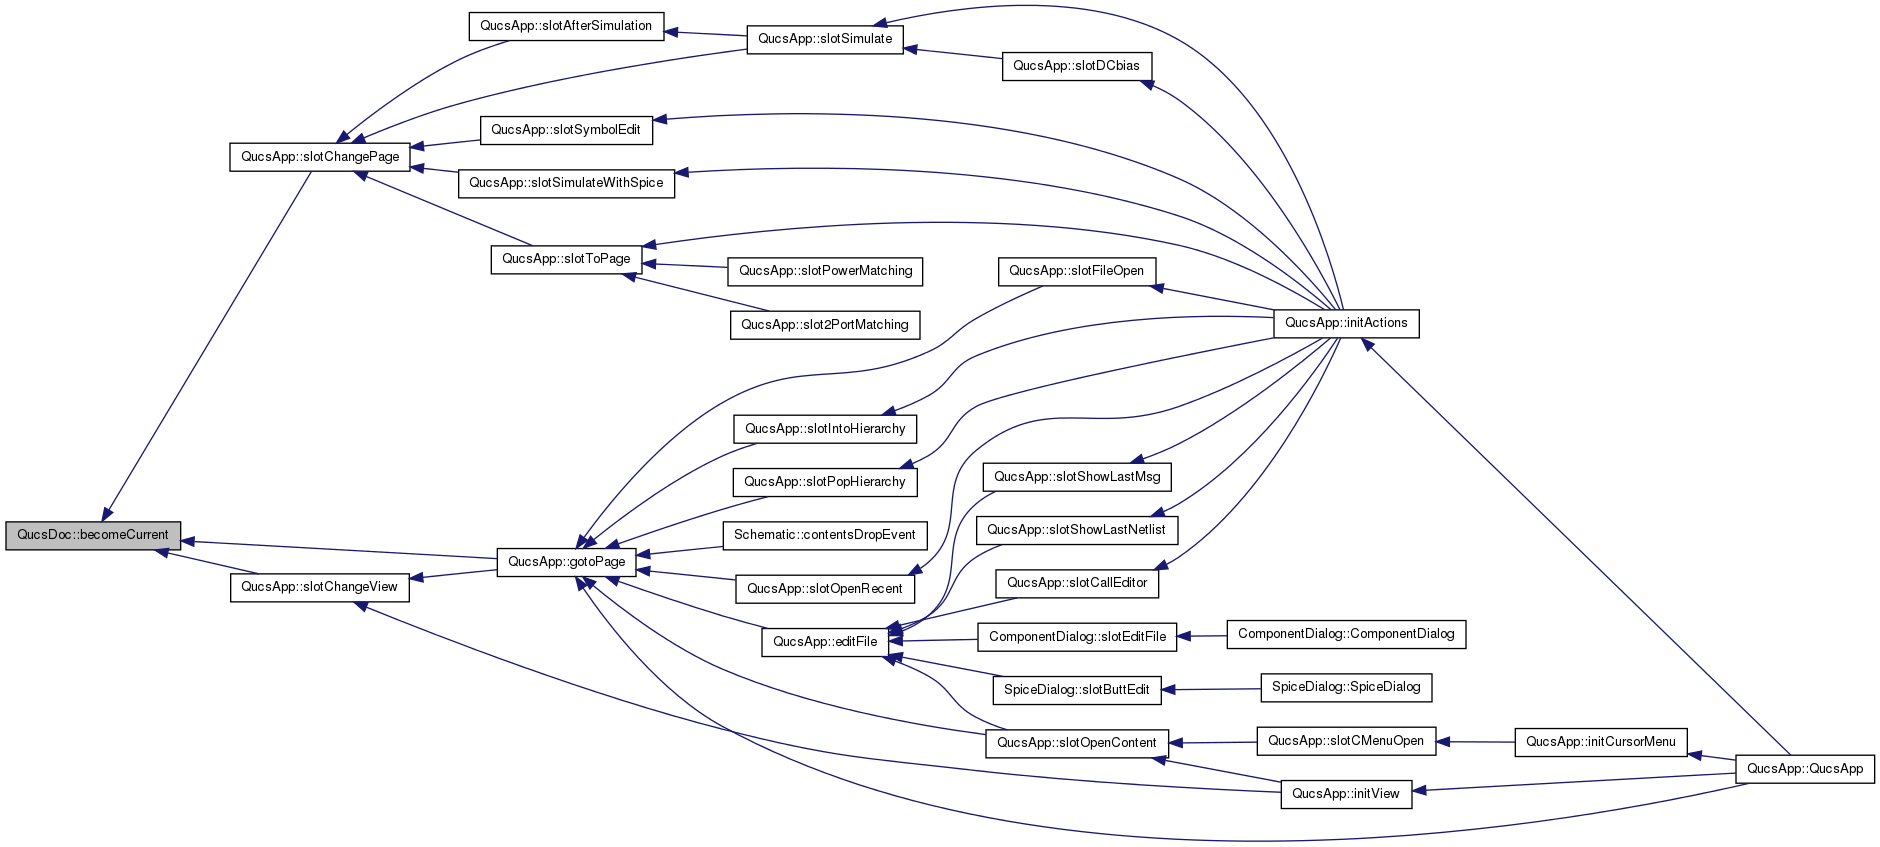 QucsApp::slotAfterSimulation
QucsApp::slotSimulate
QucsApp::slotDCbias
QucsApp::slotSymbolEdit
QucsApp::slotChangePage
QucsApp::slotSimulateWithSpice
QucsApp::slotToPage
QucsApp::slotPowerMatching
QucsApp::slotFileOpen
QucsApp::slot2PortMatching
QucsApp::initActions
QucsApp::slotIntoHierarchy
QucsApp::slotPopHierarchy
QucsApp::slotShowLastMsg
QucsDoc::becomeCurrent
Schematic::contentsDropEvent
QucsApp::slotShowLastNetlist
QucsApp::gotoPage
QucsApp::slotChangeView
QucsApp::slotOpenRecent
QucsApp::slotCallEditor
QucsApp::editFile
ComponentDialog::slotEditFile
ComponentDialog::ComponentDialog
SpiceDialog::slotButtEdit
SpiceDialog::SpiceDialog
QucsApp::slotOpenContent
QucsApp::slotCMenuOpen
QucsApp::initCursorMenu
QucsApp::QucsApp
QucsApp::initView